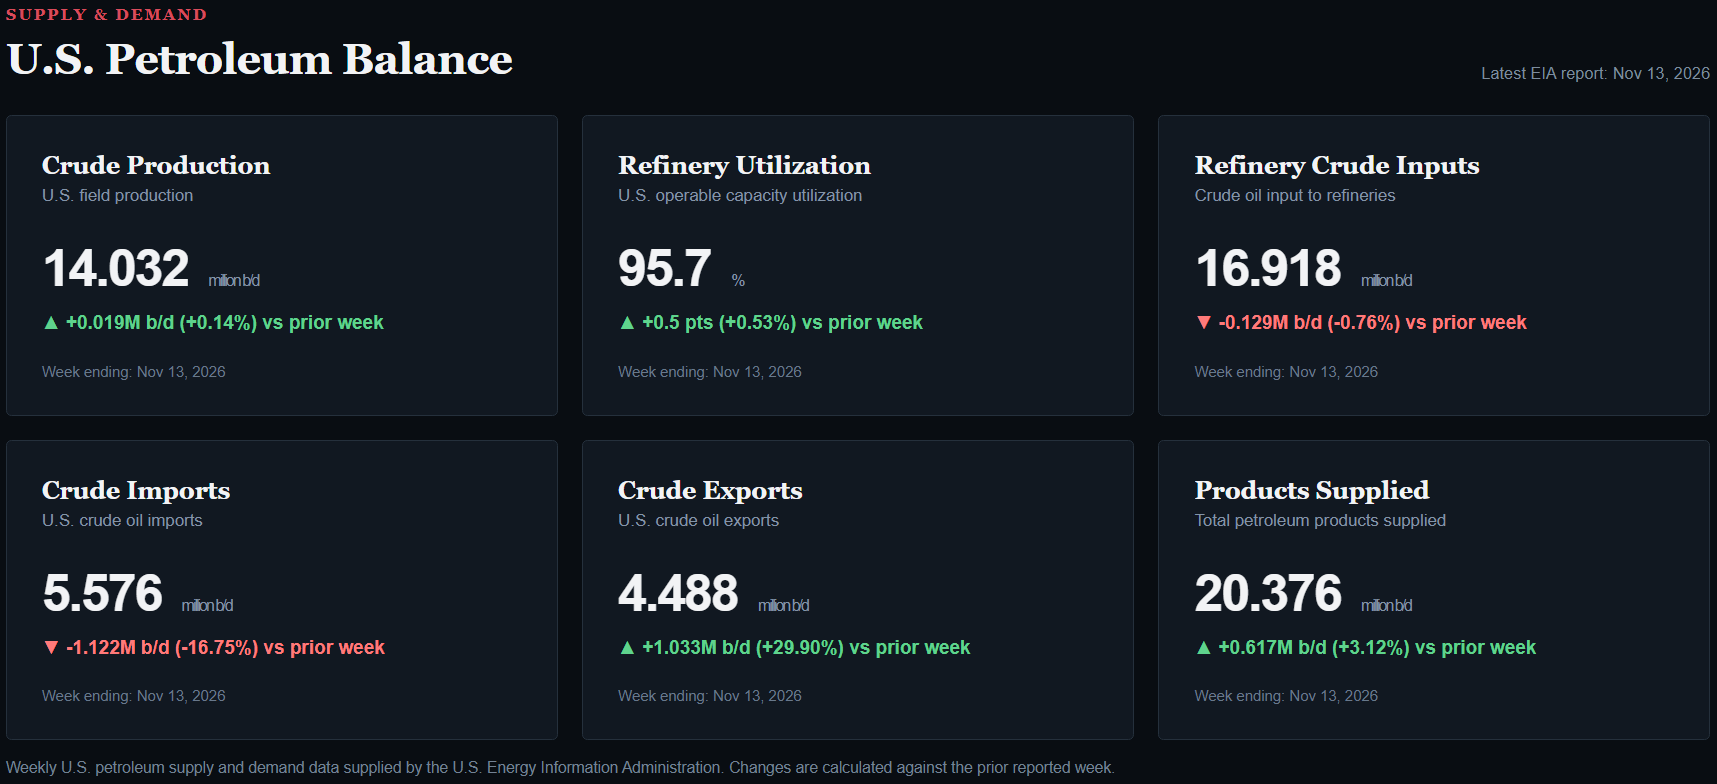 SUPPLY & DEMAND
U.S. Petroleum Balance
Latest EIA report: Nov 13, 2026
Crude Production
U.S. field production
14.032 million b/d
▲ +0.019M b/d (+0.14%) vs prior week
Week ending: Nov 13, 2026
Refinery Utilization
U.S. operable capacity utilization
95.7 %
▲ +0.5 pts (+0.53%) vs prior week
Week ending: Nov 13, 2026
Refinery Crude Inputs
Crude oil input to refineries
16.918 million b/d
▼ -0.129M b/d (-0.76%) vs prior week
Week ending: Nov 13, 2026
Crude Imports
U.S. crude oil imports
5.576 million b/d
▼ -1.122M b/d (-16.75%) vs prior week
Week ending: Nov 13, 2026
Crude Exports
U.S. crude oil exports
4.488 million b/d
▲ +1.033M b/d (+29.90%) vs prior week
Week ending: Nov 13, 2026
Products Supplied
Total petroleum products supplied
20.376 million b/d
▲ +0.617M b/d (+3.12%) vs prior week
Week ending: Nov 13, 2026
Weekly U.S. petroleum supply and demand data supplied by the U.S. Energy Information Administration. Changes are calculated against the prior reported week.